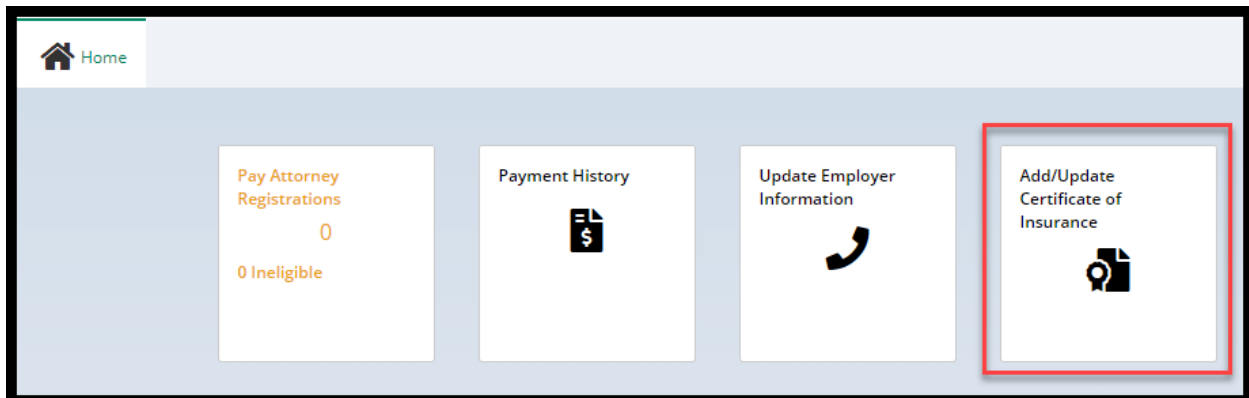 Home
Pay Attorney
Registrations
0
0 Ineligible
Payment History
$
Update Employer
Information
Add/Update
Certificate of
Insurance